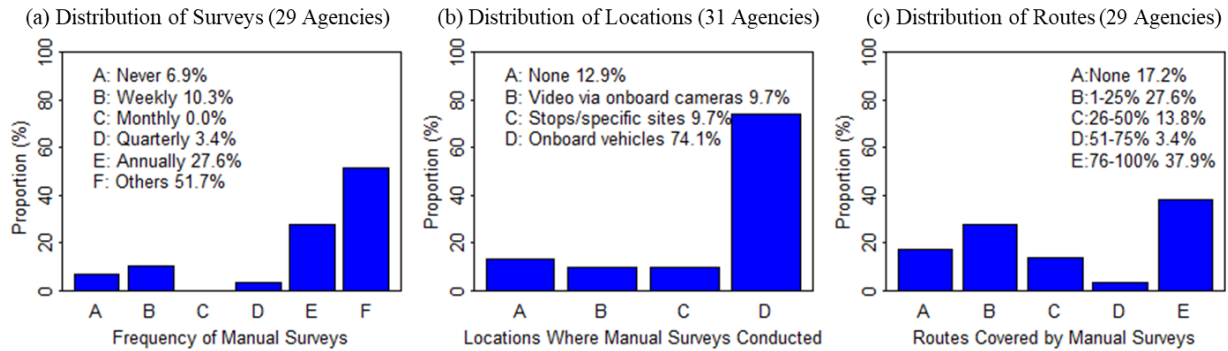 (a) Distribution of Surveys (29 Agencies)
Proportion (%)
0
20
40
60
80
100
A: Never 6.9%
B: Weekly 10.3%
C: Monthly 0.0%
D: Quarterly 3.4%
E: Annually 27.6%
F: Others 51.7%
A
B
C
D
E
F
Frequency of Manual Surveys
(b) Distribution of Locations (31 Agencies)
Proportion (%)
0
20
40
60
80
100
A: None 12.9%
B: Video via onboard cameras 9.7%
C: Stops/specific sites 9.7%
D: Onboard vehicles 74.1%
A
B
C
D
Locations Where Manual Surveys Conducted
(c) Distribution of Routes (29 Agencies)
Proportion (%)
0
20
40
60
80
100
A:None 17.2%
B:1-25% 27.6%
C:26-50% 13.8%
D:51-75% 3.4%
E:76-100% 37.9%
A
B
C
D
E
Routes Covered by Manual Surveys